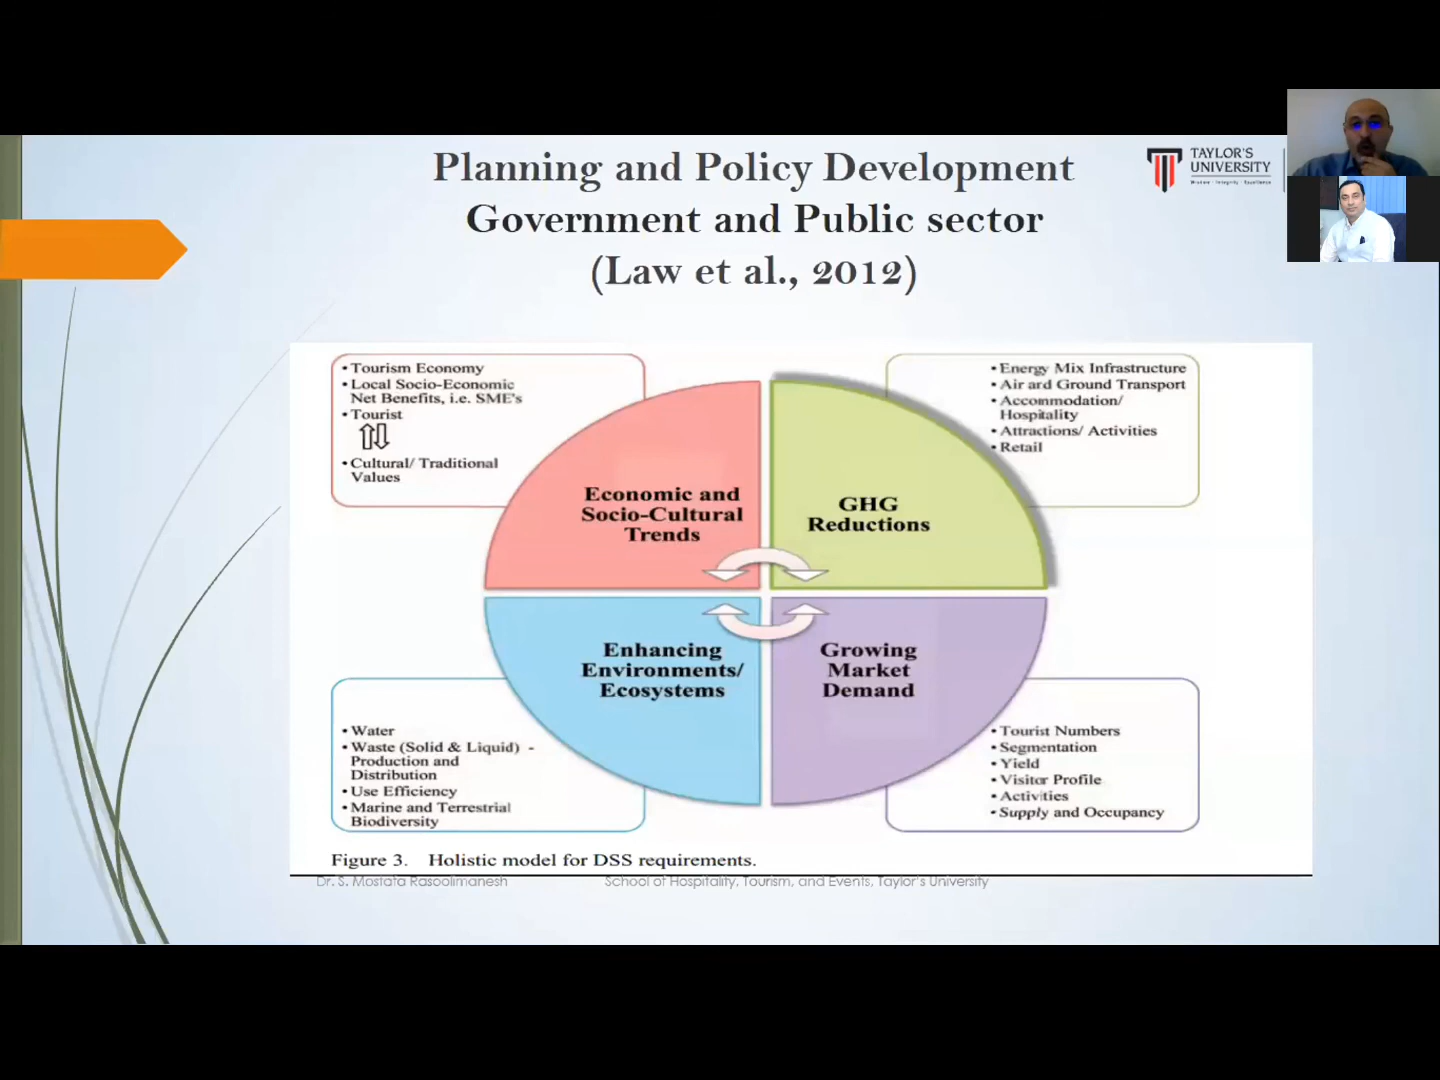 Planning and Policy Development
Government and Public sector
(Law et al., 2012)
TAYLOR'S
UNIVERSITY
Wisdom · Integrity · Excellence
• Tourism Economy
• Local Socio-Economic
Net Benefits, i.e. SME's
• Tourist
• Cultural/ Traditional
Values
• Energy Mix Infrastructure
• Air and Ground Transport
• Accommodation/
Hospitality
• Attractions/ Activities
• Retail
Economic and
Socio-Cultural
Trends
GHG
Reductions
Enhancing
Environments/
Ecosystems
Growing
Market
Demand
• Water
• Waste (Solid & Liquid) -
Production and
Distribution
• Use Efficiency
• Marine and Terrestrial
Biodiversity
• Tourist Numbers
• Segmentation
• Yield
• Visitor Profile
• Activities
• Supply and Occupancy
Figure 3. Holistic model for DSS requirements.
Dr. S. Mostafa Rasoolimanesh
School of Hospitality, Tourism, and Events, Taylor's University